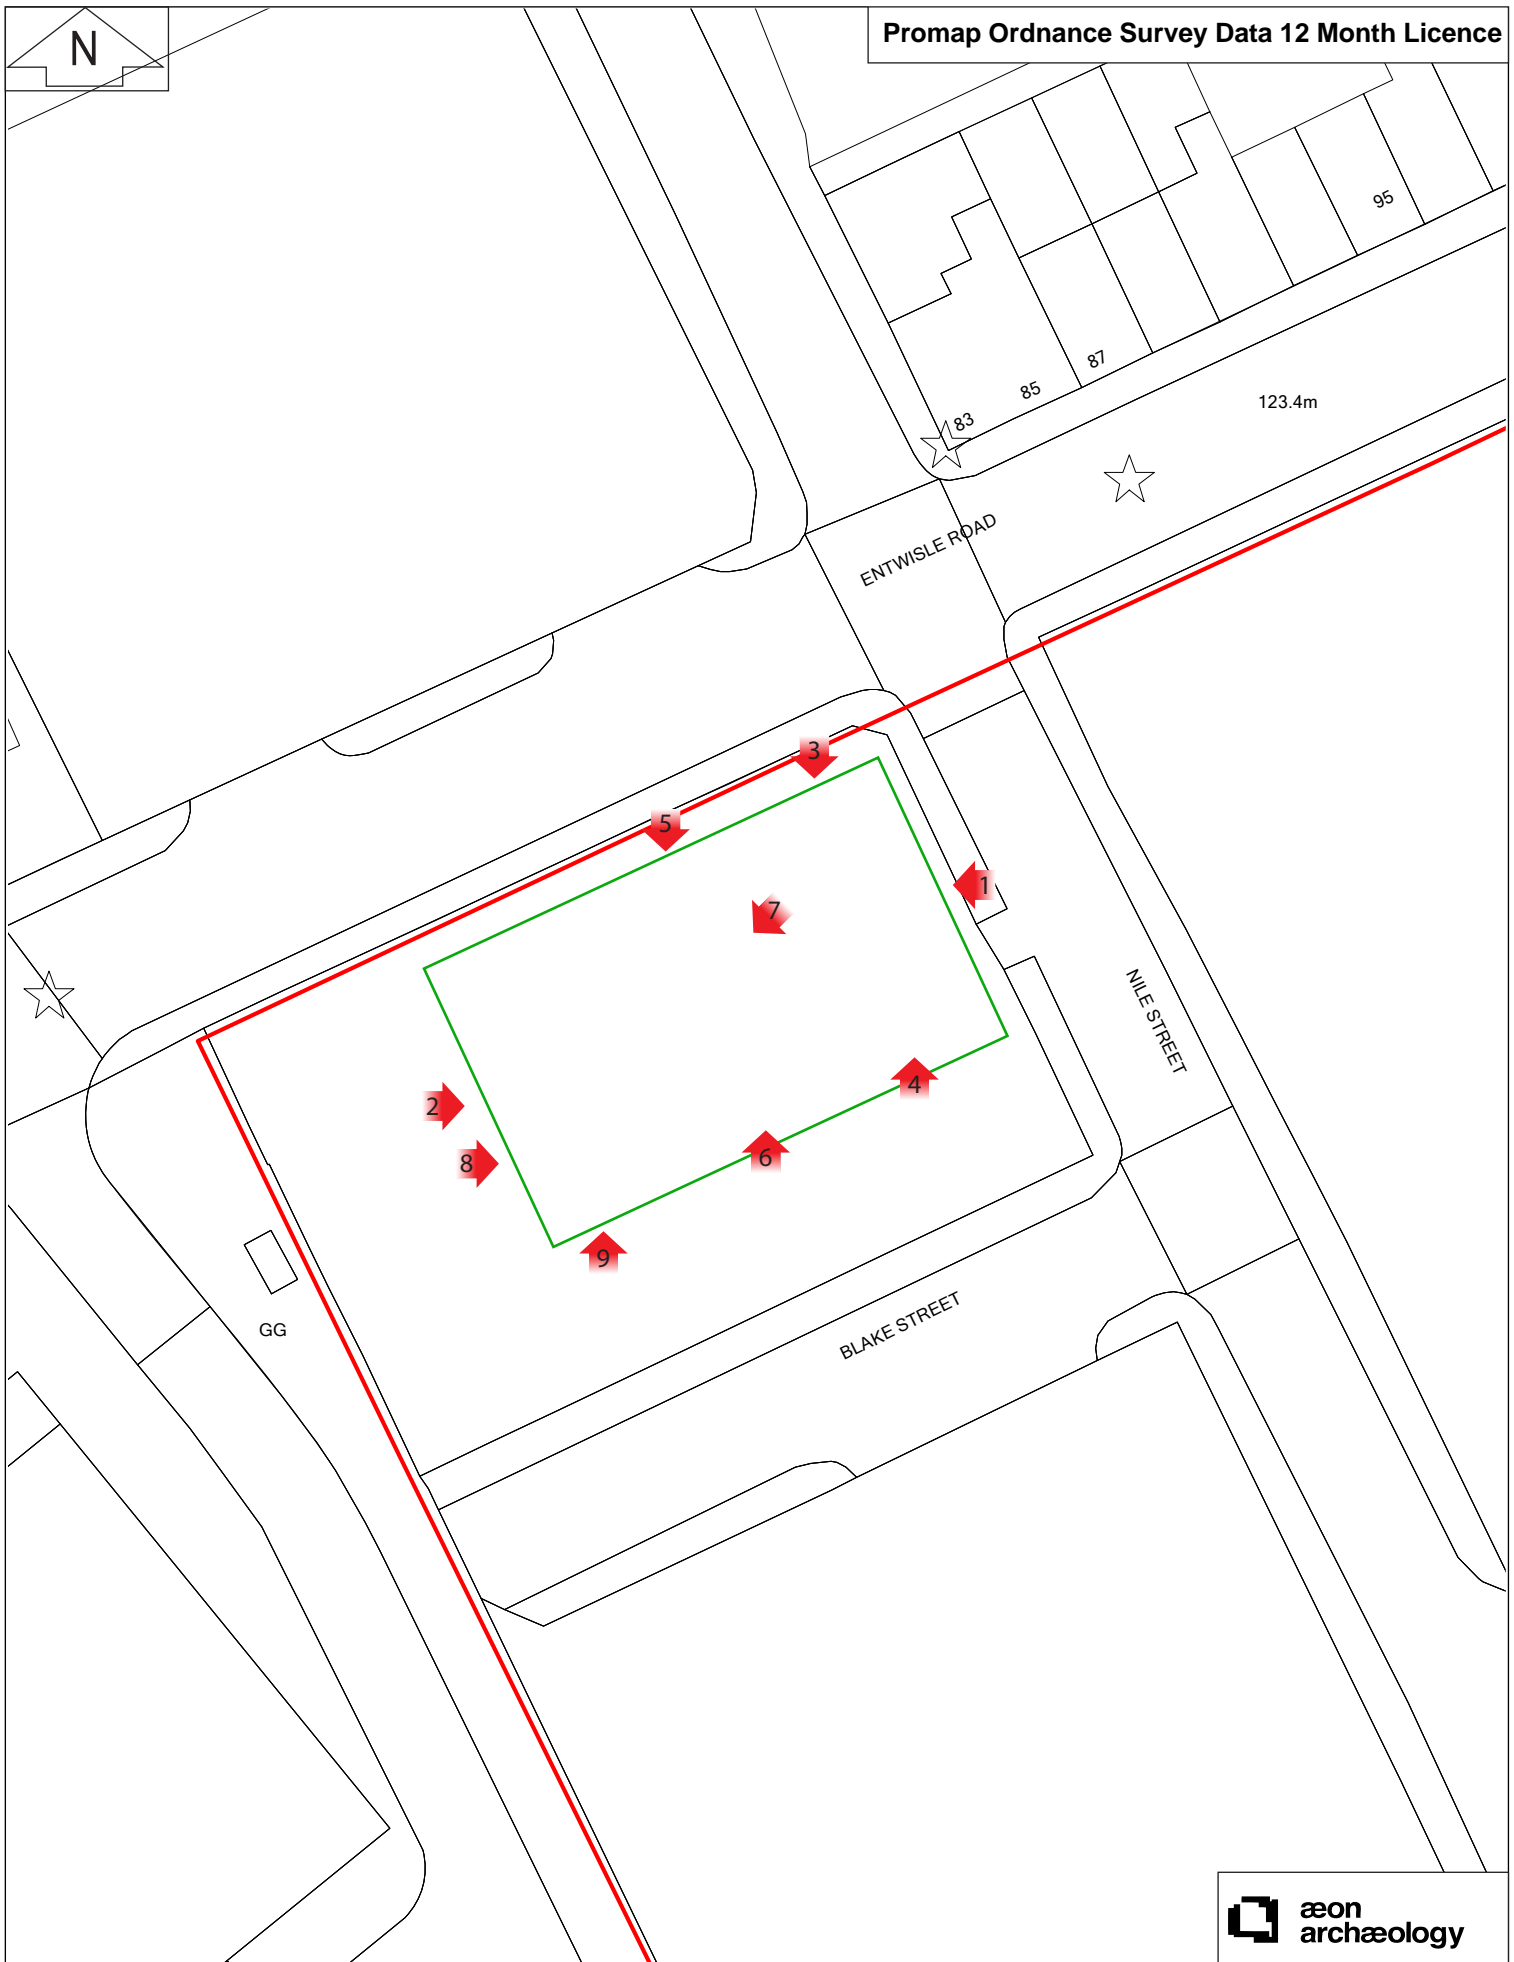 N
Promap Ordnance Survey Data 12 Month Licence
95
87
85
83
123.4m
ENTWISLE ROAD
3
5
1
7
NILE STREET
2
4
8
6
9
BLAKE STREET
GG
æon
archæology